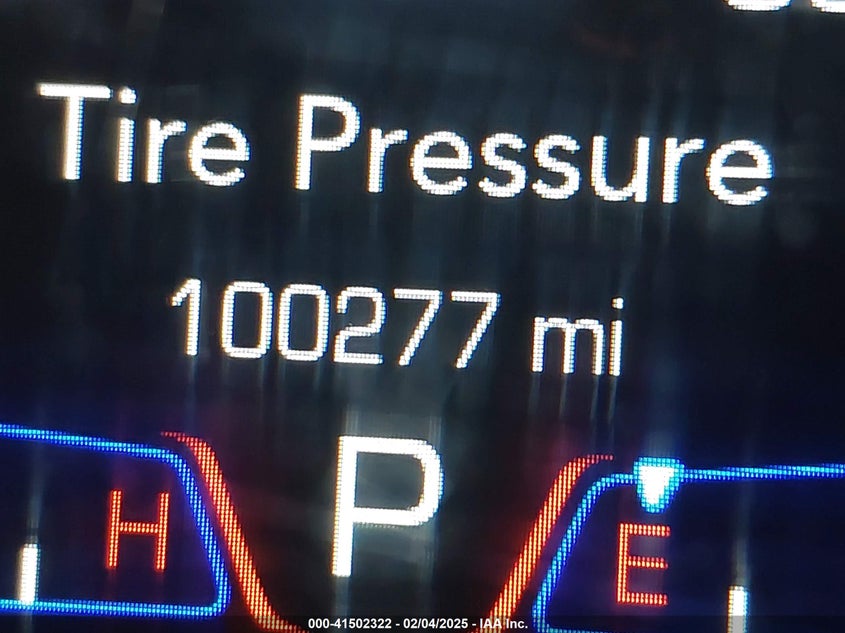 Tire Pressure
100277 mi
P
H
E
000-41502322 - 02/04/2025 - IAA Inc.